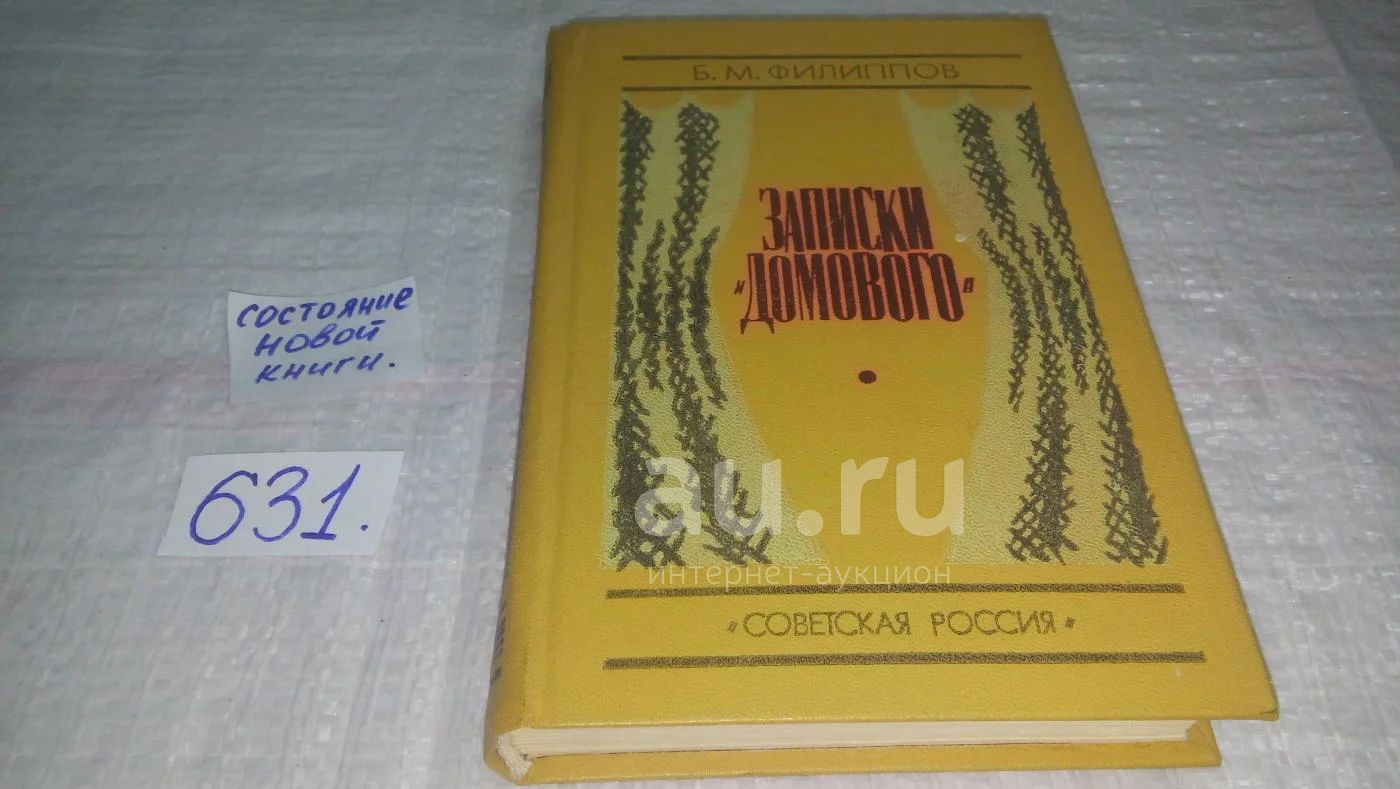 Б. М. ФИЛИППОВ
ЗАПИСКИ
"ДОМОВОГО"
"СОВЕТСКАЯ РОССИЯ"
состояние
новой
книги.
631.
au.ru
интернет-аукцион